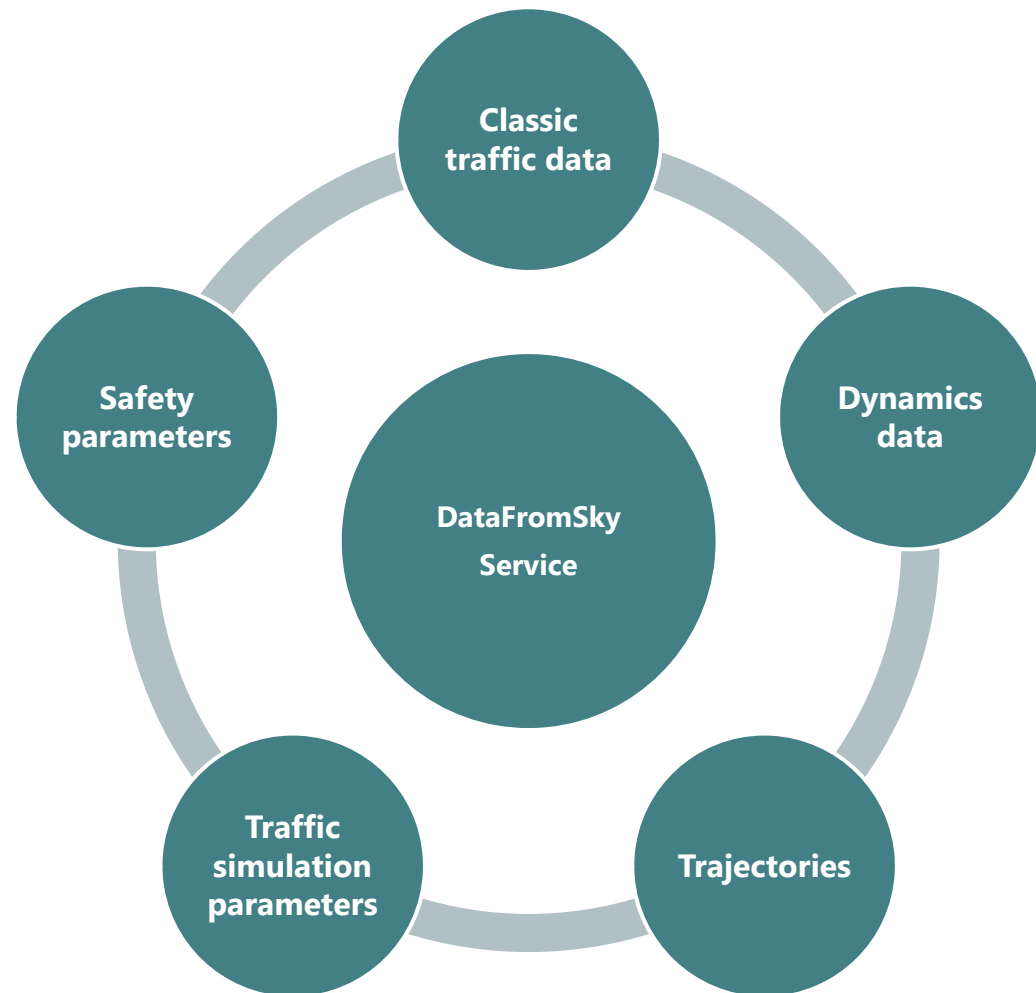 Classic
traffic data
Dynamics
data
Trajectories
Traffic
simulation
parameters
Safety
parameters
DataFromSky
Service